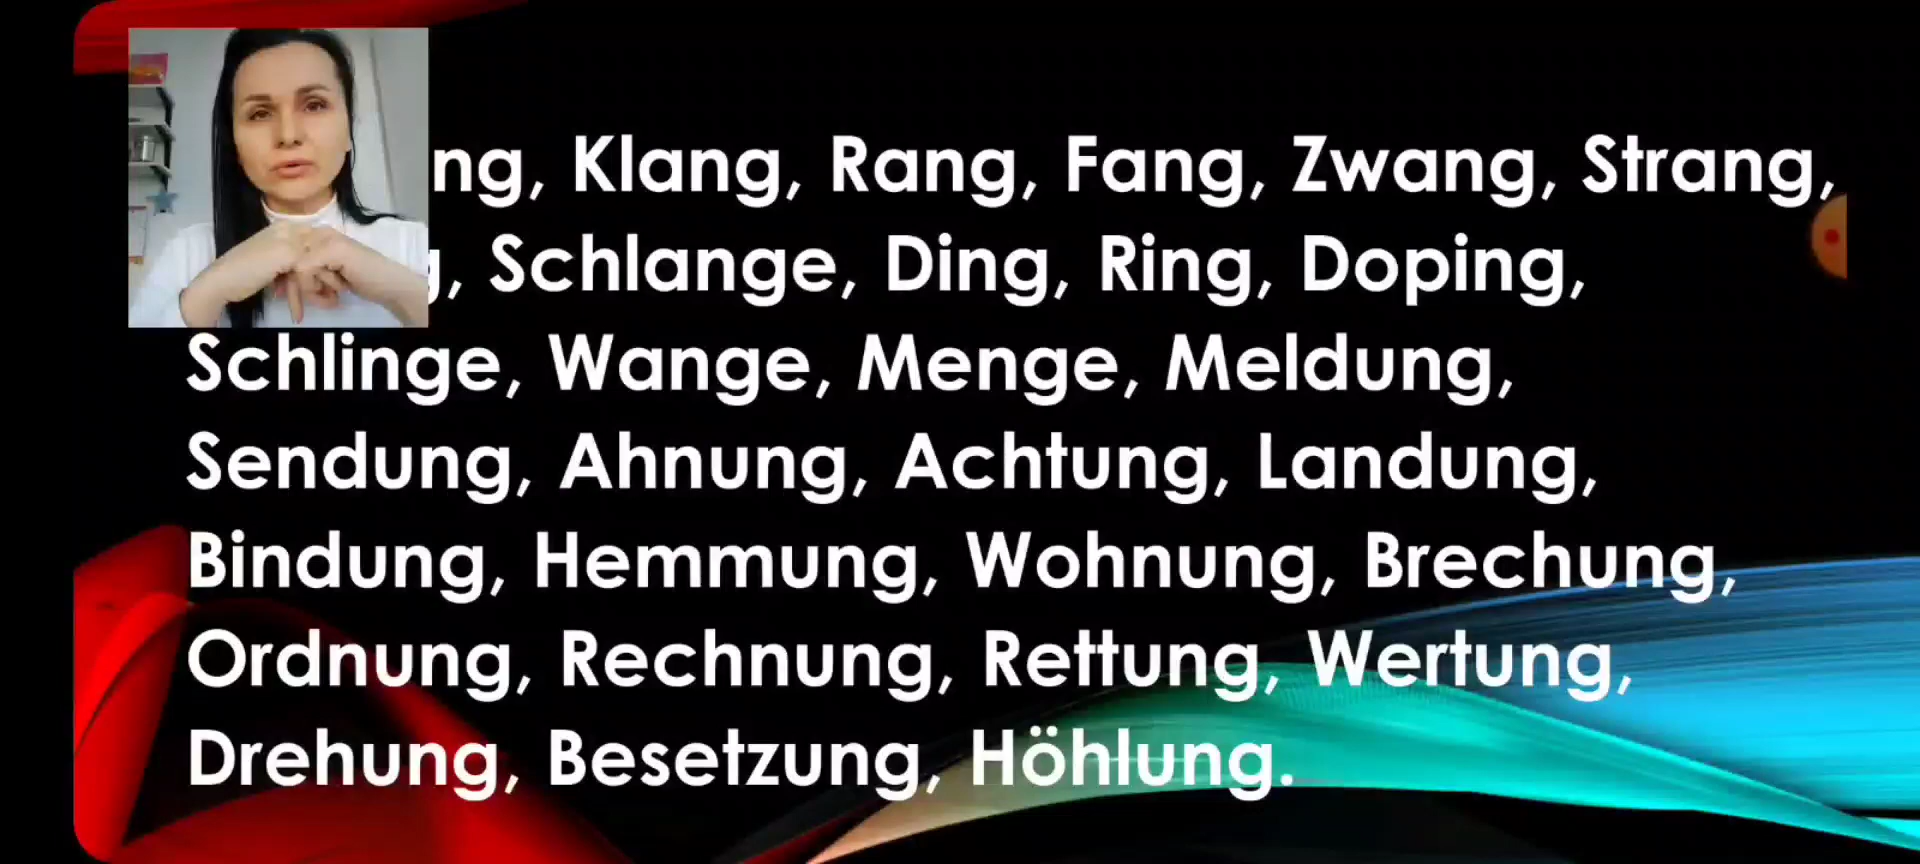 Klang, Rang, Fang, Zwang, Strang,
Schlange, Ding, Ring, Doping,
Schlinge, Wange, Menge, Meldung,
Sendung, Ahnung, Achtung, Landung,
Bindung, Hemmung, Wohnung, Brechung,
Ordnung, Rechnung, Rettung, Wertung,
Drehung, Besetzung, Höhlung.